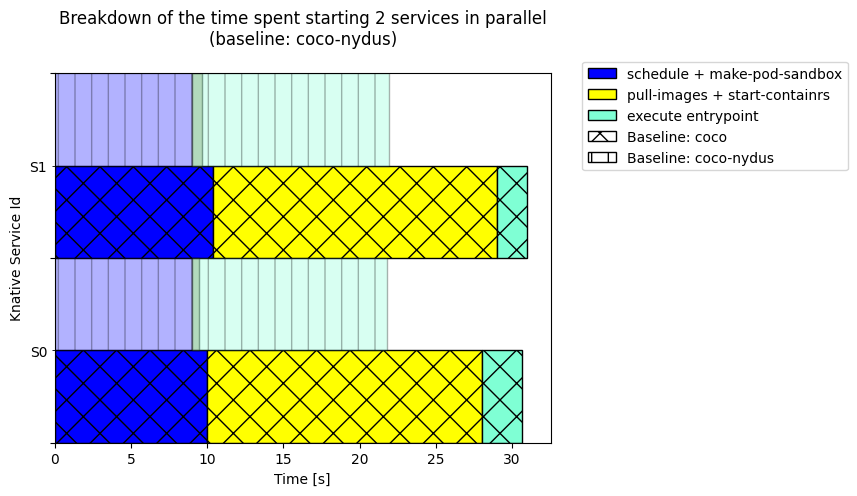 Breakdown of the time spent starting 2 services in parallel
(baseline: coco-nydus)
schedule + make-pod-sandbox
pull-images + start-containrs
execute entrypoint
Baseline: coco
Baseline: coco-nydus
Knative Service Id
S1
S0
0 5 10 15 20 25 30
Time [s]